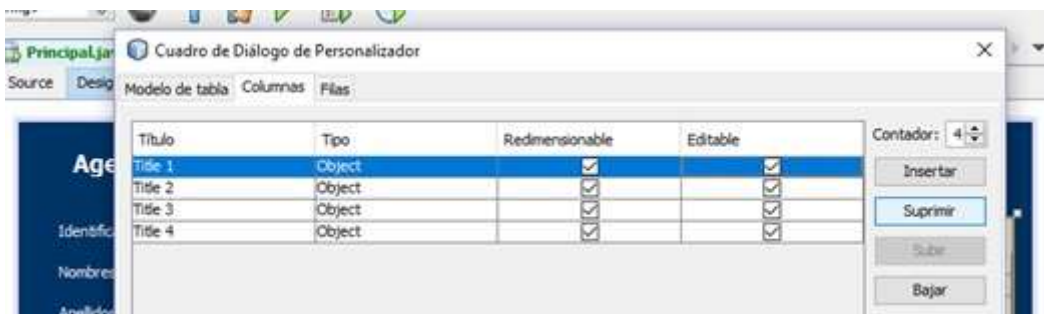 Principal.ja
Cuadro de Diálogo de Personalizador
Source
Modelo de tabla Columnas Filas
Título Tipo Redimensionable Editable
Contador: 4
Title 1 Object
Title 2 Object
Title 3 Object
Title 4 Object
Insertar
Suprimir
Subir
Bajar
Age
Identific
Nombres